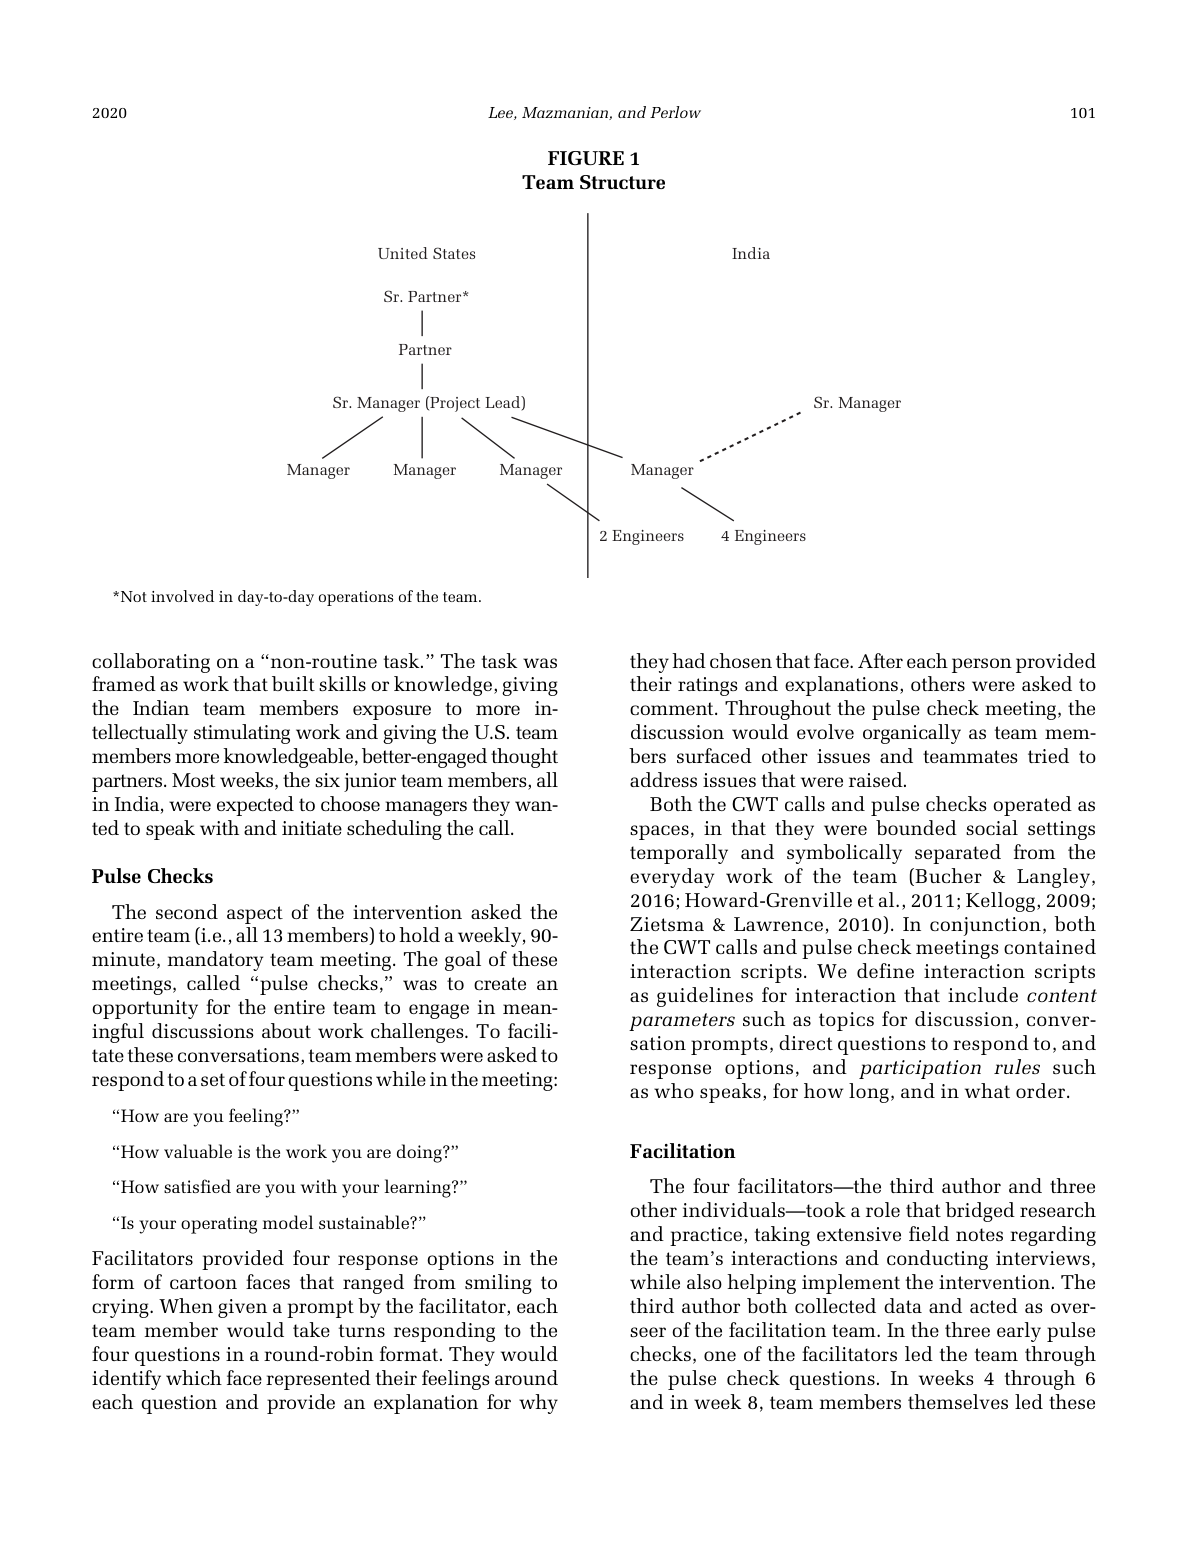 2020
Lee, Mazmanian, and Perlow
101
FIGURE 1
Team Structure
United States
India
Sr. Partner*
Partner
Sr. Manager (Project Lead)
Sr. Manager
Manager
Manager
Manager
Manager
2 Engineers
4 Engineers
*Not involved in day-to-day operations of the team.
collaborating on a “non-routine task.” The task was
framed as work that built skills or knowledge, giving
the Indian team members exposure to more in-
tellectually stimulating work and giving the U.S. team
members more knowledgeable, better-engaged thought
partners. Most weeks, the six junior team members, all
in India, were expected to choose managers they wan-
ted to speak with and initiate scheduling the call.
Pulse Checks
The second aspect of the intervention asked the
entire team (i.e., all 13 members) to hold a weekly, 90-
minute, mandatory team meeting. The goal of these
meetings, called “pulse checks,” was to create an
opportunity for the entire team to engage in mean-
ingful discussions about work challenges. To facili-
tate these conversations, team members were asked to
respond to a set of four questions while in the meeting:
“How are you feeling?”
“How valuable is the work you are doing?”
“How satisfied are you with your learning?”
“Is your operating model sustainable?”
Facilitators provided four response options in the
form of cartoon faces that ranged from smiling to
crying. When given a prompt by the facilitator, each
team member would take turns responding to the
four questions in a round-robin format. They would
identify which face represented their feelings around
each question and provide an explanation for why
they had chosen that face. After each person provided
their ratings and explanations, others were asked to
comment. Throughout the pulse check meeting, the
discussion would evolve organically as team mem-
bers surfaced other issues and teammates tried to
address issues that were raised.
Both the CWT calls and pulse checks operated as
spaces, in that they were bounded social settings
temporally and symbolically separated from the
everyday work of the team (Bucher & Langley,
2016; Howard-Grenville et al., 2011; Kellogg, 2009;
Zietsma & Lawrence, 2010). In conjunction, both
the CWT calls and pulse check meetings contained
interaction scripts. We define interaction scripts
as guidelines for interaction that include content
parameters such as topics for discussion, conver-
sation prompts, direct questions to respond to, and
response options, and participation rules such
as who speaks, for how long, and in what order.
Facilitation
The four facilitators—the third author and three
other individuals—took a role that bridged research
and practice, taking extensive field notes regarding
the team’s interactions and conducting interviews,
while also helping implement the intervention. The
third author both collected data and acted as over-
seer of the facilitation team. In the three early pulse
checks, one of the facilitators led the team through
the pulse check questions. In weeks 4 through 6
and in week 8, team members themselves led these